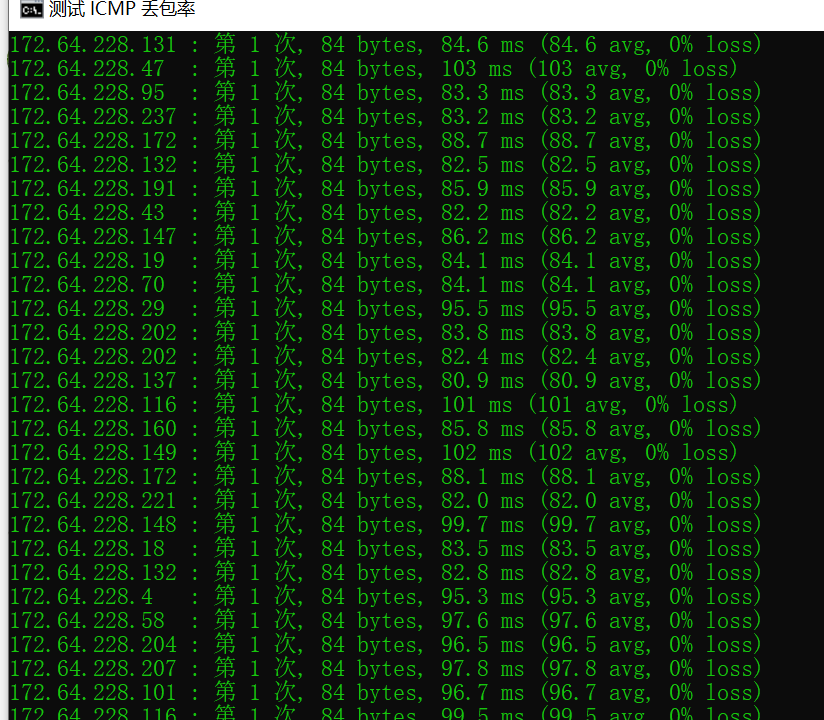 测试 ICMP 丢包率
172.64.228.131 : 第 1 次, 84 bytes, 84.6 ms (84.6 avg, 0% loss)
172.64.228.47 : 第 1 次, 84 bytes, 103 ms (103 avg, 0% loss)
172.64.228.95 : 第 1 次, 84 bytes, 83.3 ms (83.3 avg, 0% loss)
172.64.228.237 : 第 1 次, 84 bytes, 83.2 ms (83.2 avg, 0% loss)
172.64.228.172 : 第 1 次, 84 bytes, 88.7 ms (88.7 avg, 0% loss)
172.64.228.132 : 第 1 次, 84 bytes, 82.5 ms (82.5 avg, 0% loss)
172.64.228.191 : 第 1 次, 84 bytes, 85.9 ms (85.9 avg, 0% loss)
172.64.228.43 : 第 1 次, 84 bytes, 82.2 ms (82.2 avg, 0% loss)
172.64.228.147 : 第 1 次, 84 bytes, 86.2 ms (86.2 avg, 0% loss)
172.64.228.19 : 第 1 次, 84 bytes, 84.1 ms (84.1 avg, 0% loss)
172.64.228.70 : 第 1 次, 84 bytes, 84.1 ms (84.1 avg, 0% loss)
172.64.228.29 : 第 1 次, 84 bytes, 95.5 ms (95.5 avg, 0% loss)
172.64.228.202 : 第 1 次, 84 bytes, 83.8 ms (83.8 avg, 0% loss)
172.64.228.202 : 第 1 次, 84 bytes, 82.4 ms (82.4 avg, 0% loss)
172.64.228.137 : 第 1 次, 84 bytes, 80.9 ms (80.9 avg, 0% loss)
172.64.228.116 : 第 1 次, 84 bytes, 101 ms (101 avg, 0% loss)
172.64.228.160 : 第 1 次, 84 bytes, 85.8 ms (85.8 avg, 0% loss)
172.64.228.149 : 第 1 次, 84 bytes, 102 ms (102 avg, 0% loss)
172.64.228.172 : 第 1 次, 84 bytes, 88.1 ms (88.1 avg, 0% loss)
172.64.228.221 : 第 1 次, 84 bytes, 82.0 ms (82.0 avg, 0% loss)
172.64.228.148 : 第 1 次, 84 bytes, 99.7 ms (99.7 avg, 0% loss)
172.64.228.18 : 第 1 次, 84 bytes, 83.5 ms (83.5 avg, 0% loss)
172.64.228.132 : 第 1 次, 84 bytes, 82.8 ms (82.8 avg, 0% loss)
172.64.228.4 : 第 1 次, 84 bytes, 95.3 ms (95.3 avg, 0% loss)
172.64.228.58 : 第 1 次, 84 bytes, 97.6 ms (97.6 avg, 0% loss)
172.64.228.204 : 第 1 次, 84 bytes, 96.5 ms (96.5 avg, 0% loss)
172.64.228.207 : 第 1 次, 84 bytes, 97.8 ms (97.8 avg, 0% loss)
172.64.228.101 : 第 1 次, 84 bytes, 96.7 ms (96.7 avg, 0% loss)
172.64.228.116 : 第 1 次, 84 bytes, 99.5 ms (99.5 avg, 0% loss)